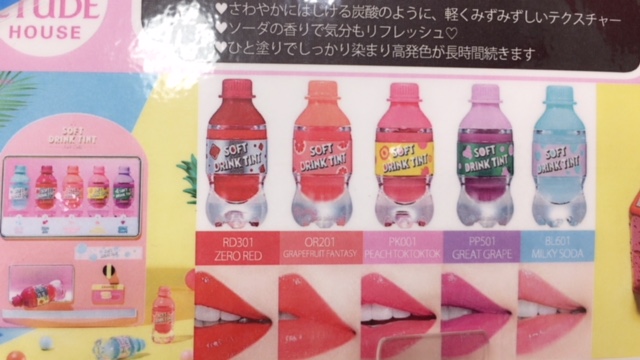 ETUDE
HOUSE
♥さわやかにはじける炭酸のように、軽くみずみずしいテクスチャー
♥ソーダの香りで気分もリフレッシュ♡
♥ひと塗りでしっかり染まり高発色が長時間続きます
SOFT
DRINK TINT
SOFT
DRINK TINT
SOFT
DRINK TINT
SOFT
DRINK TINT
SOFT
DRINK TINT
SOFT
DRINK TINT
RD301
ZERO RED
OR201
GRAPEFRUIT FANTASY
PK001
PEACH TOKTOKTOK
PP501
GREAT GRAPE
BL601
MILKY SODA